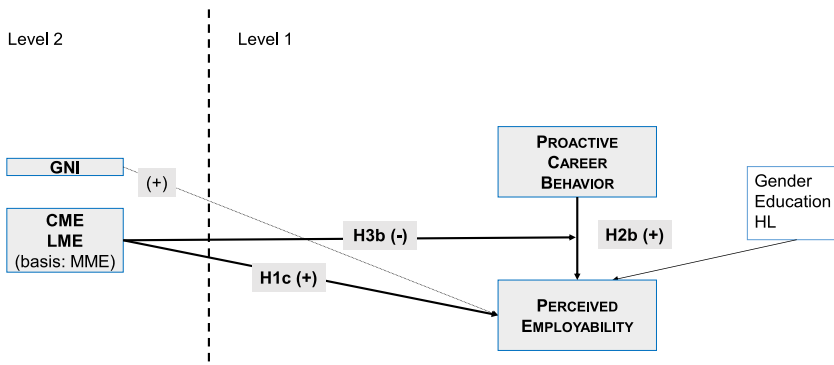 Level 2
Level 1
PROACTIVE
CAREER
BEHAVIOR
GNI
(+)
Gender
Education
HL
CME
LME
(basis: MME)
H3b (-)
H2b (+)
H1c (+)
PERCEIVED
EMPLOYABILITY